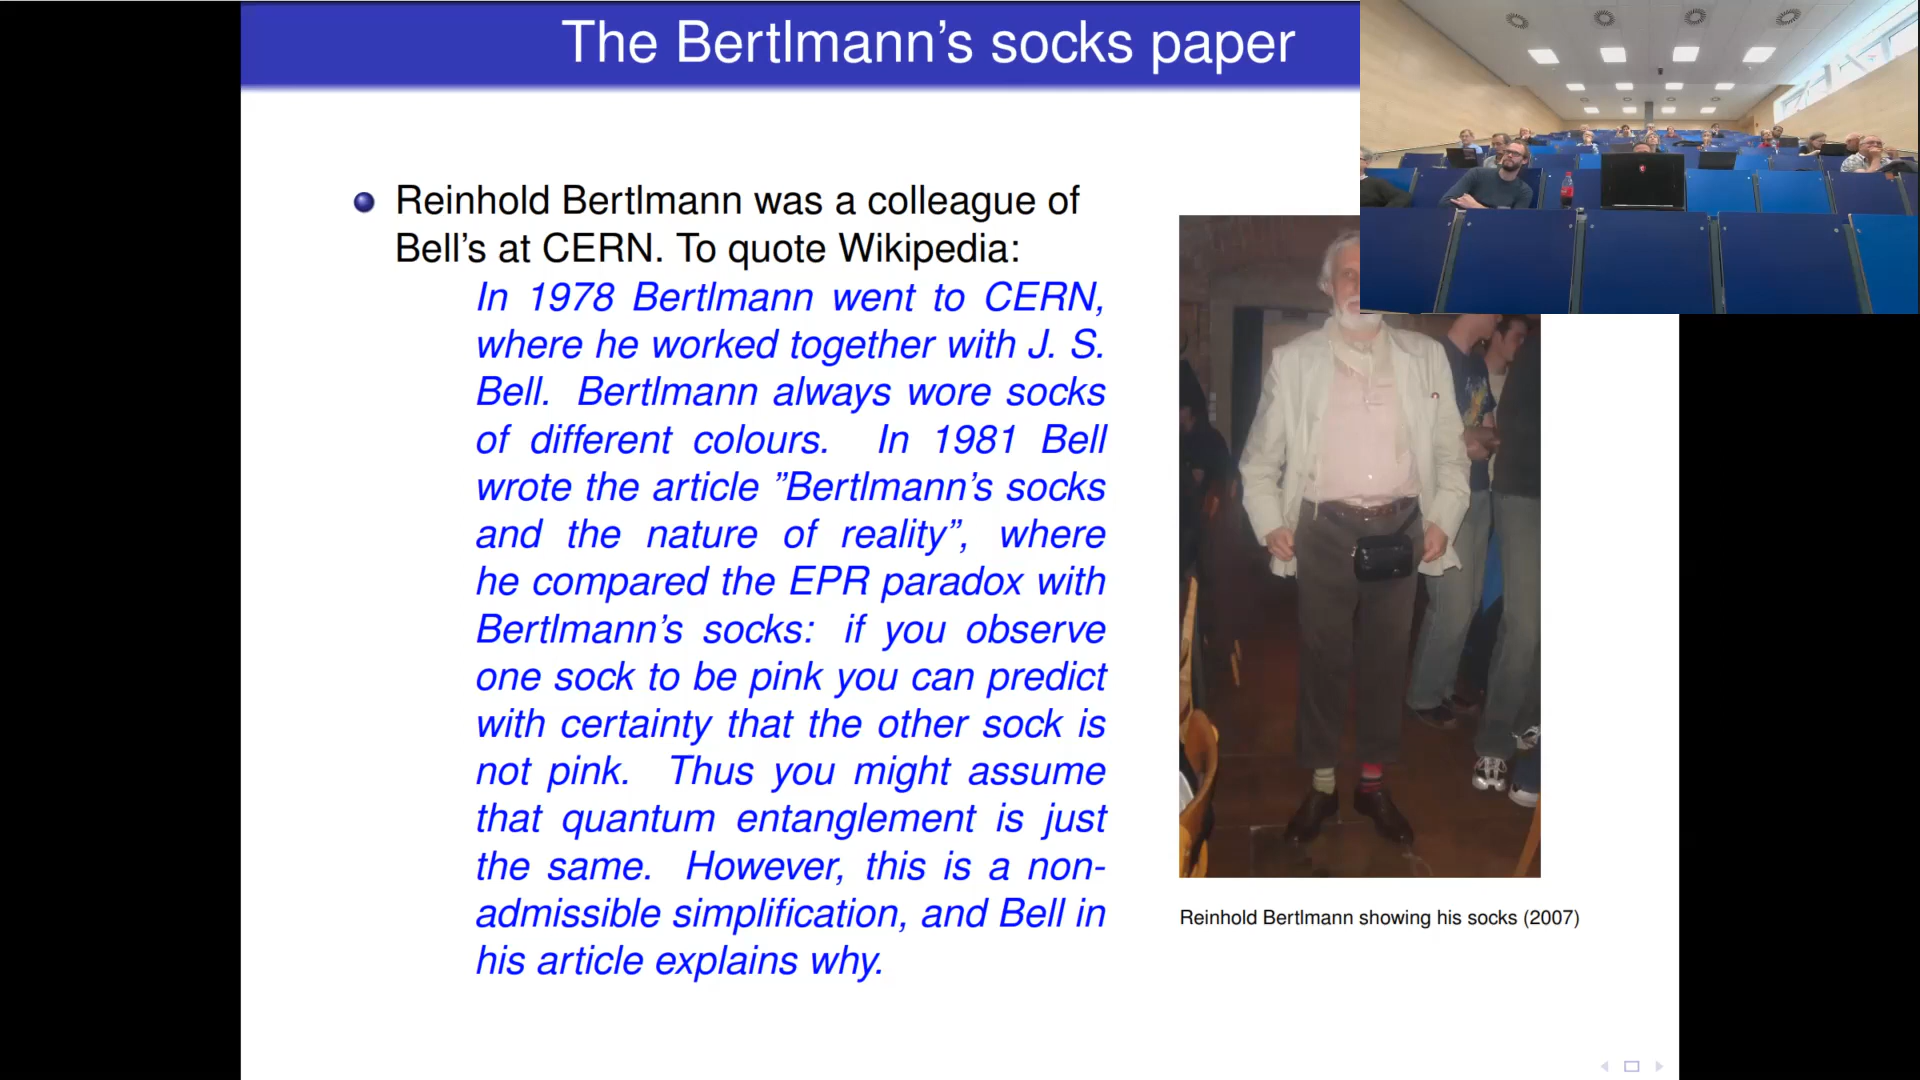 The Bertlmann’s socks paper
Reinhold Bertlmann was a colleague of
Bell’s at CERN. To quote Wikipedia:
In 1978 Bertlmann went to CERN,
where he worked together with J. S.
Bell. Bertlmann always wore socks
of different colours. In 1981 Bell
wrote the article ”Bertlmann’s socks
and the nature of reality”, where
he compared the EPR paradox with
Bertlmann’s socks: if you observe
one sock to be pink you can predict
with certainty that the other sock is
not pink. Thus you might assume
that quantum entanglement is just
the same. However, this is a non-
admissible simplification, and Bell in
his article explains why.
Reinhold Bertlmann showing his socks (2007)